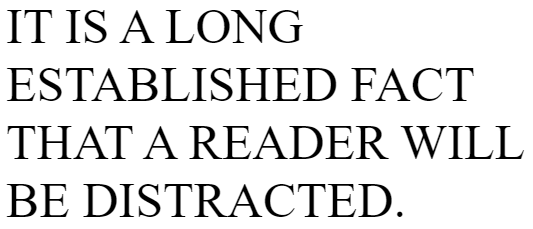 IT IS A LONG
ESTABLISHED FACT
THAT A READER WILL
BE DISTRACTED.